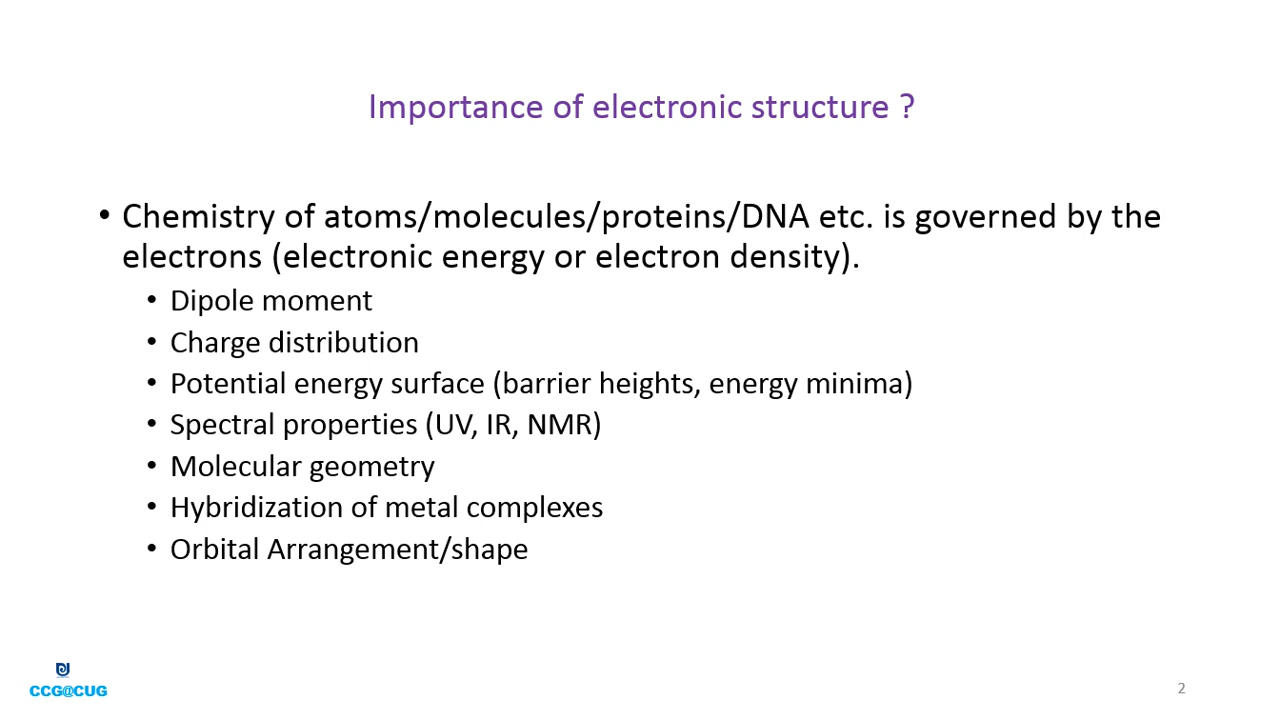 Importance of electronic structure ?
• Chemistry of atoms/molecules/proteins/DNA etc. is governed by the
electrons (electronic energy or electron density).
• Dipole moment
• Charge distribution
• Potential energy surface (barrier heights, energy minima)
• Spectral properties (UV, IR, NMR)
• Molecular geometry
• Hybridization of metal complexes
• Orbital Arrangement/shape
CCG@CUG
2